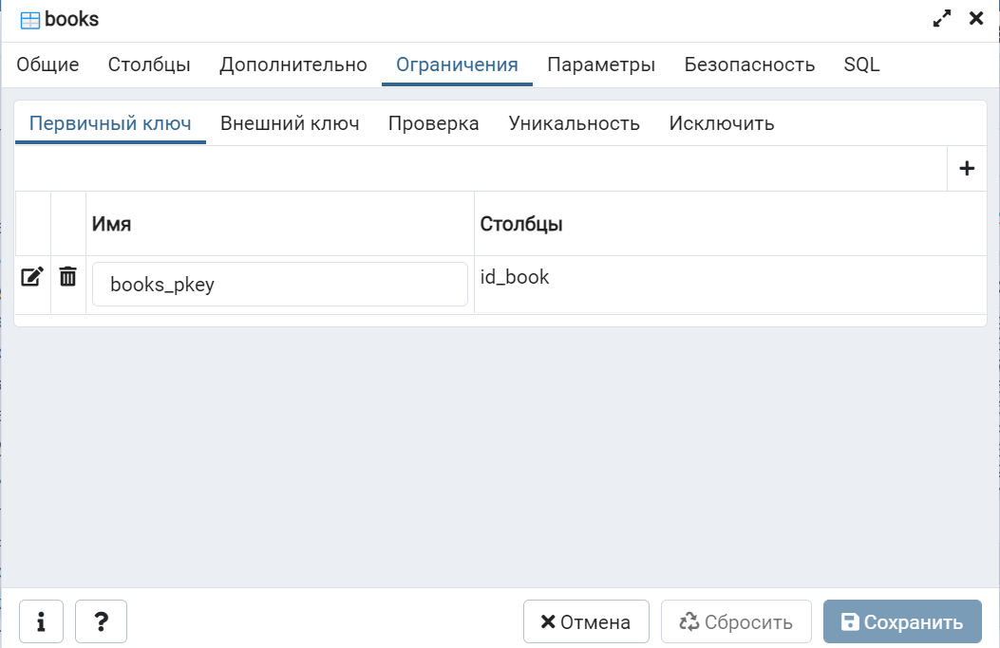 books
Общие Столбцы Дополнительно Ограничения Параметры Безопасность SQL
Первичный ключ Внешний ключ Проверка Уникальность Исключить
Имя Столбцы
books_pkey id_book
Отмена Сбросить Сохранить